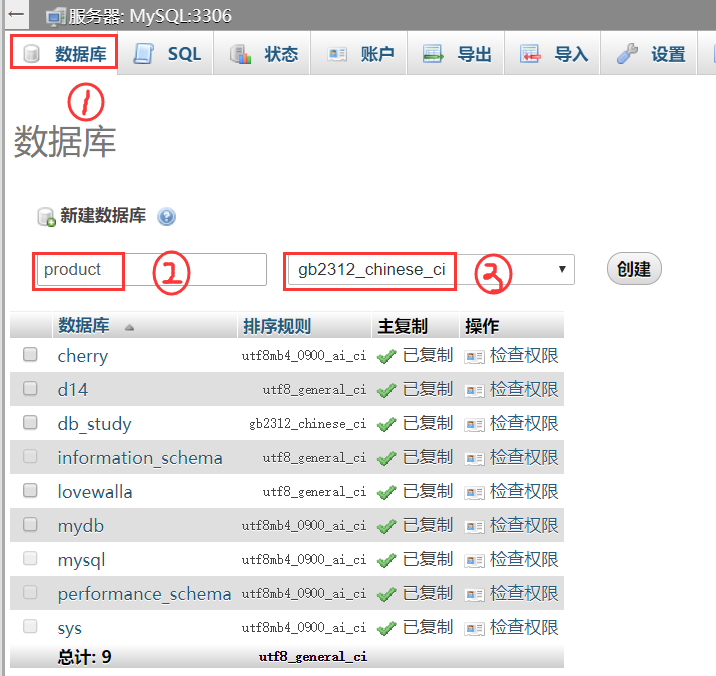 服务器: MySQL:3306
数据库 SQL 状态 账户 导出 导入 设置
1
数据库
新建数据库
product 2 gb2312_chinese_ci 3 创建
数据库 排序规则 主复制 操作
cherry utf8mb4_0900_ai_ci 已复制 检查权限
d14 utf8_general_ci 已复制 检查权限
db_study gb2312_chinese_ci 已复制 检查权限
information_schema utf8_general_ci 已复制 检查权限
lovewalla utf8_general_ci 已复制 检查权限
mydb utf8mb4_0900_ai_ci 已复制 检查权限
mysql utf8mb4_0900_ai_ci 已复制 检查权限
performance_schema utf8mb4_0900_ai_ci 已复制 检查权限
sys utf8mb4_0900_ai_ci 已复制 检查权限
总计: 9 utf8_general_ci